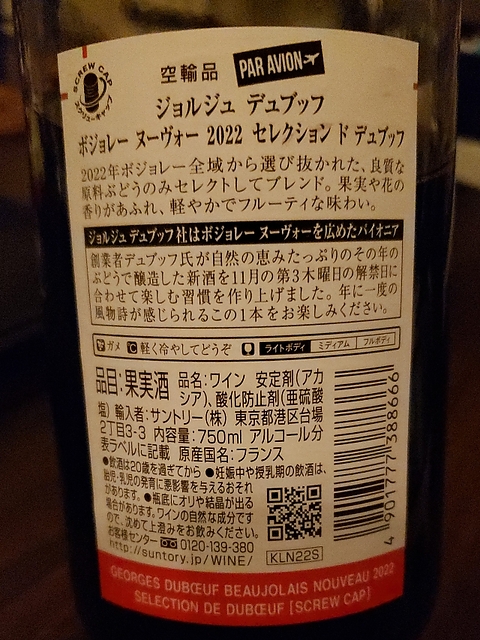 SCREW CAP
スクリューキャップ
空輸品 PAR AVION
ジョルジュ デュブッフ
ボジョレー ヌーヴォー 2022 セレクション ド デュブッフ
2022年ボジョレー全域から選び抜かれた、良質な
原料ぶどうのみセレクトしてブレンド。果実や花の
香りがあふれ、軽やかでフルーティな味わい。
ジョルジュ デュブッフ社はボジョレー ヌーヴォーを広めたパイオニア
創業者デュブッフ氏が自然の恵みたっぷりのその年の
ぶどうで醸造した新酒を11月の第3木曜日の解禁日に
合わせて楽しむ習慣を作り上げました。年に一度の
風物詩が感じられるこの1本をお楽しみください。
ガメ ℃ 軽く冷やしてどうぞ ライトボディ ミディアム フルボディ
品目:果実酒 品名:ワイン 安定剤(アカ
シア)、酸化防止剤(亜硫酸
塩) 輸入者:サントリー(株) 東京都港区台場
2丁目3-3 内容量:750ml アルコール分
表ラベルに記載 原産国名:フランス
●飲酒は20歳を過ぎてから ●妊娠中や授乳期の飲酒は、
胎児・乳児の発育に悪影響を与えるおそれ
があります。●瓶底にオリや結晶が出る
場合があります。ワインの自然な成分です
ので、沈めて上澄みをお飲みください。
お客様センター 0120-139-380
http://suntory.jp/WINE/ KLN22S
4 901777 388666
GEORGES DUBŒUF BEAUJOLAIS NOUVEAU 2022
SELECTION DE DUBŒUF [SCREW CAP]